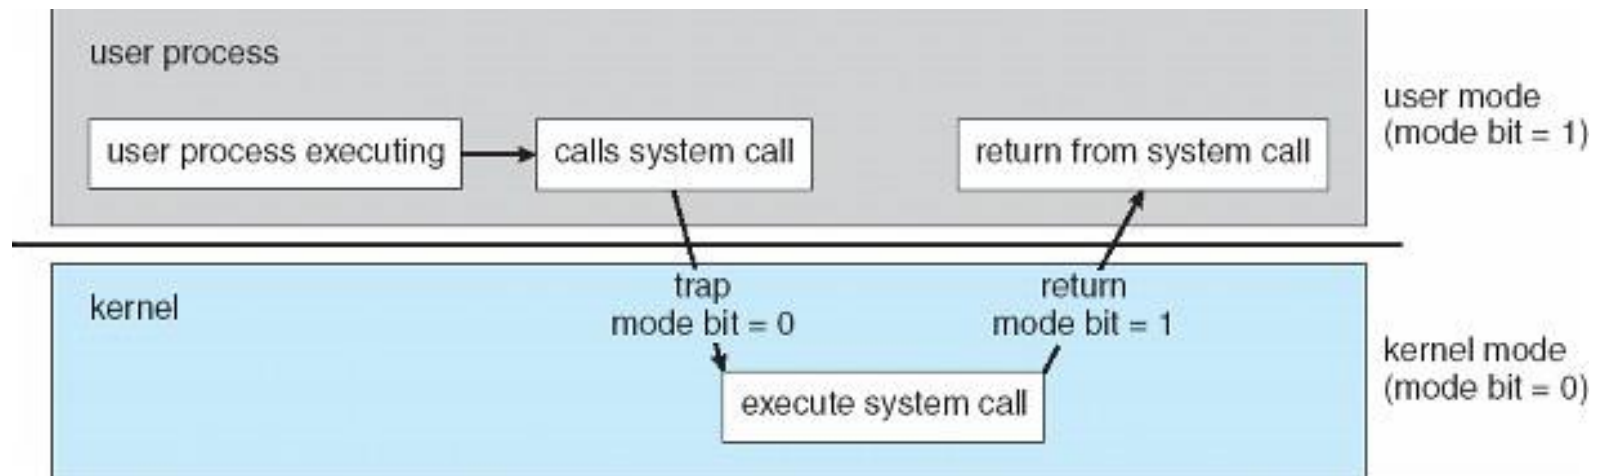 user process
user process executing
calls system call
return from system call
user mode
(mode bit = 1)
kernel
trap
mode bit = 0
return
mode bit = 1
execute system call
kernel mode
(mode bit = 0)